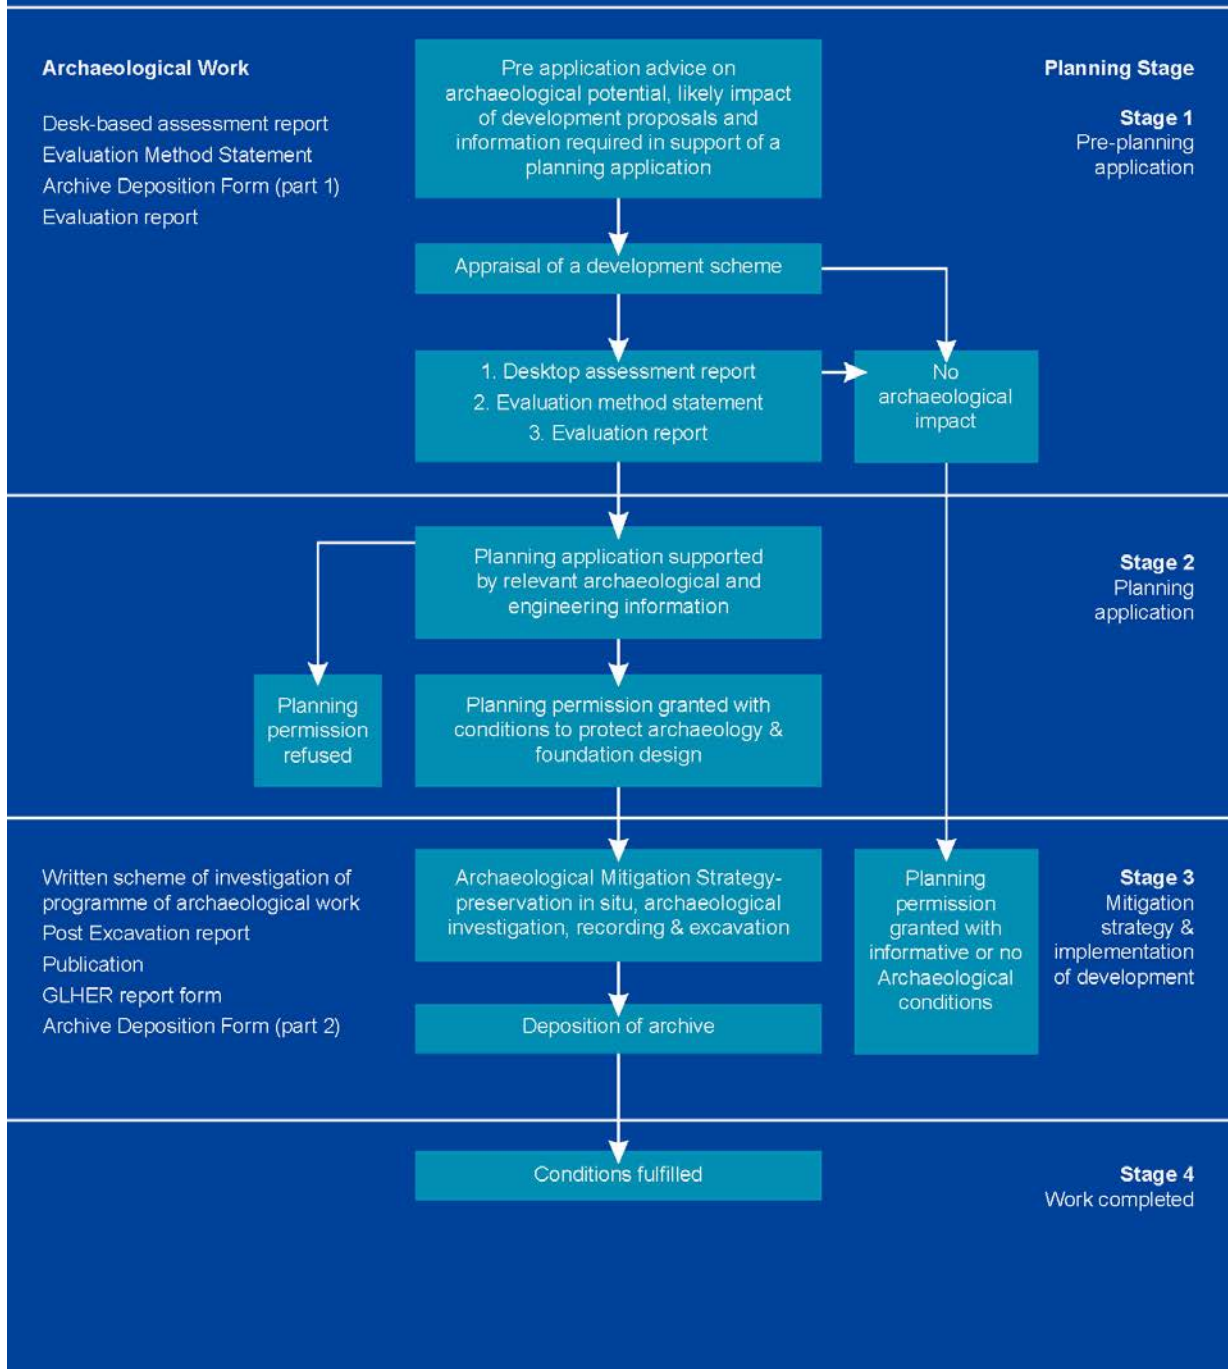 Archaeological Work
Desk-based assessment report
Evaluation Method Statement
Archive Deposition Form (part 1)
Evaluation report
Pre application advice on
archaeological potential, likely impact
of development proposals and
information required in support of a
planning application
Planning Stage
Stage 1
Pre-planning
application
Appraisal of a development scheme
1. Desktop assessment report
2. Evaluation method statement
3. Evaluation report
No
archaeological
impact
Planning application supported
by relevant archaeological and
engineering information
Stage 2
Planning
application
Planning
permission
refused
Planning permission granted with
conditions to protect archaeology &
foundation design
Written scheme of investigation of
programme of archaeological work
Post Excavation report
Publication
GLHER report form
Archive Deposition Form (part 2)
Archaeological Mitigation Strategy-
preservation in situ, archaeological
investigation, recording & excavation
Deposition of archive
Planning
permission
granted with
informative or no
Archaeological
conditions
Stage 3
Mitigation
strategy &
implementation
of development
Conditions fulfilled
Stage 4
Work completed